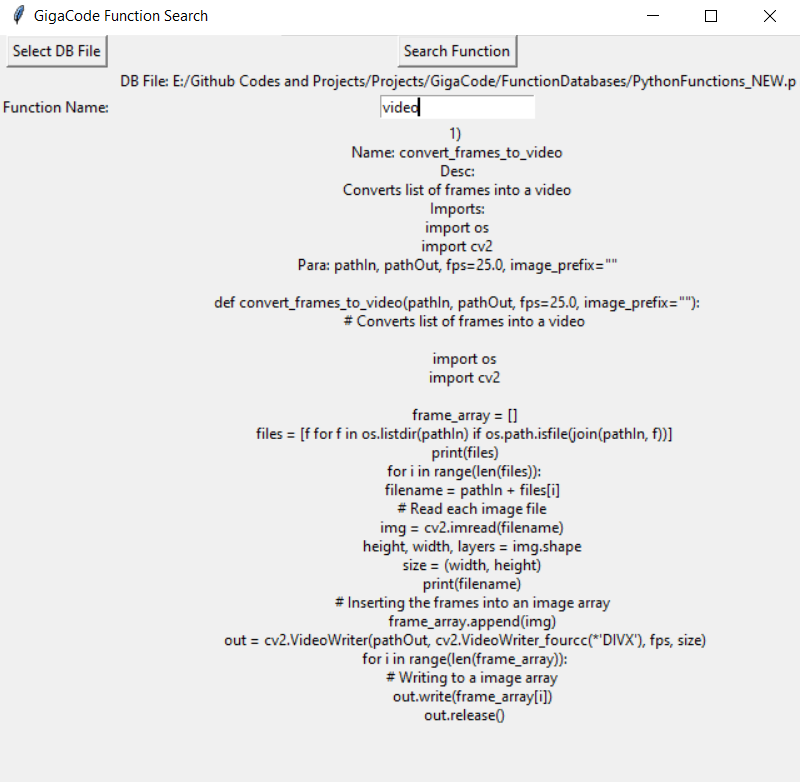 GigaCode Function Search
Select DB File
Search Function
DB File: E:/Github Codes and Projects/Projects/GigaCode/FunctionDatabases/PythonFunctions_NEW.p
Function Name:
video
1)
Name: convert_frames_to_video
Desc:
Converts list of frames into a video
Imports:
import os
import cv2
Para: pathIn, pathOut, fps=25.0, image_prefix=""
def convert_frames_to_video(pathIn, pathOut, fps=25.0, image_prefix=""):
# Converts list of frames into a video
import os
import cv2
frame_array = []
files = [f for f in os.listdir(pathIn) if os.path.isfile(join(pathIn, f))]
print(files)
for i in range(len(files)):
filename = pathIn + files[i]
# Read each image file
img = cv2.imread(filename)
height, width, layers = img.shape
size = (width, height)
print(filename)
# Inserting the frames into an image array
frame_array.append(img)
out = cv2.VideoWriter(pathOut, cv2.VideoWriter_fourcc(*'DIVX'), fps, size)
for i in range(len(frame_array)):
# Writing to a image array
out.write(frame_array[i])
out.release()